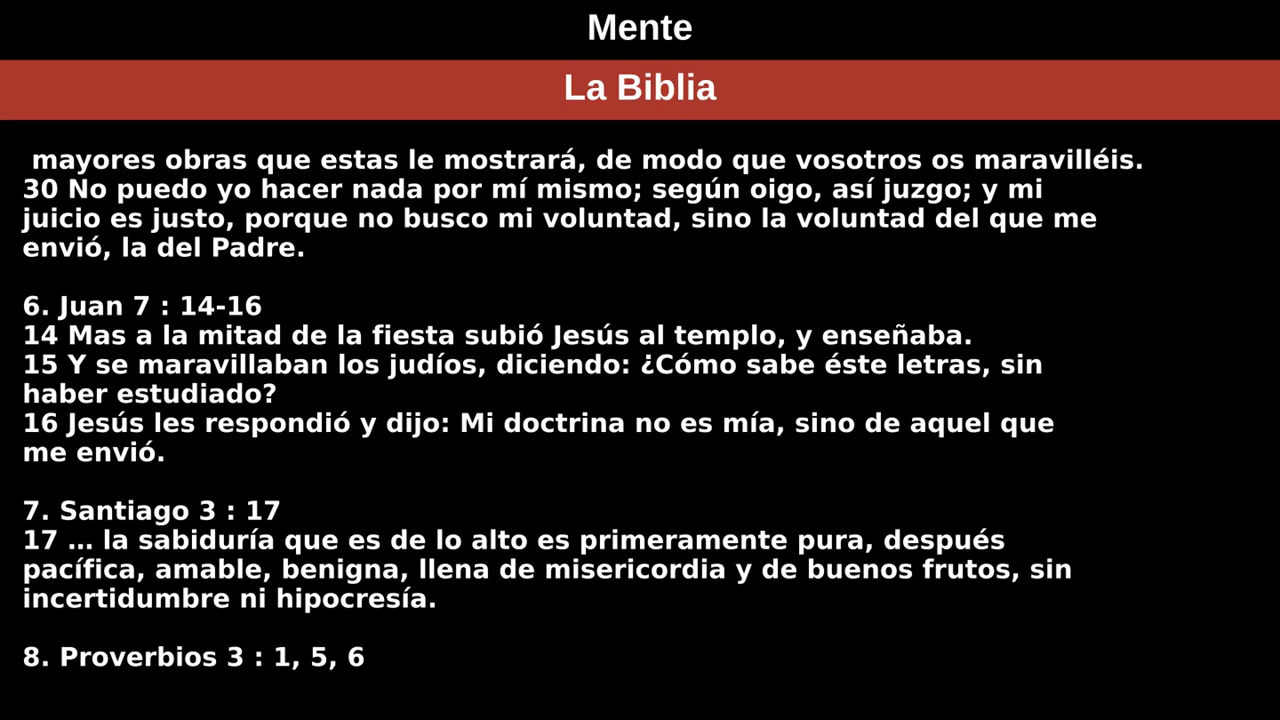 Mente
La Biblia
mayores obras que estas le mostrará, de modo que vosotros os maravilléis.
30 No puedo yo hacer nada por mí mismo; según oigo, así juzgo; y mi
juicio es justo, porque no busco mi voluntad, sino la voluntad del que me
envió, la del Padre.
6. Juan 7 : 14-16
14 Mas a la mitad de la fiesta subió Jesús al templo, y enseñaba.
15 Y se maravillaban los judíos, diciendo: ¿Cómo sabe éste letras, sin
haber estudiado?
16 Jesús les respondió y dijo: Mi doctrina no es mía, sino de aquel que
me envió.
7. Santiago 3 : 17
17 … la sabiduría que es de lo alto es primeramente pura, después
pacífica, amable, benigna, llena de misericordia y de buenos frutos, sin
incertidumbre ni hipocresía.
8. Proverbios 3 : 1, 5, 6